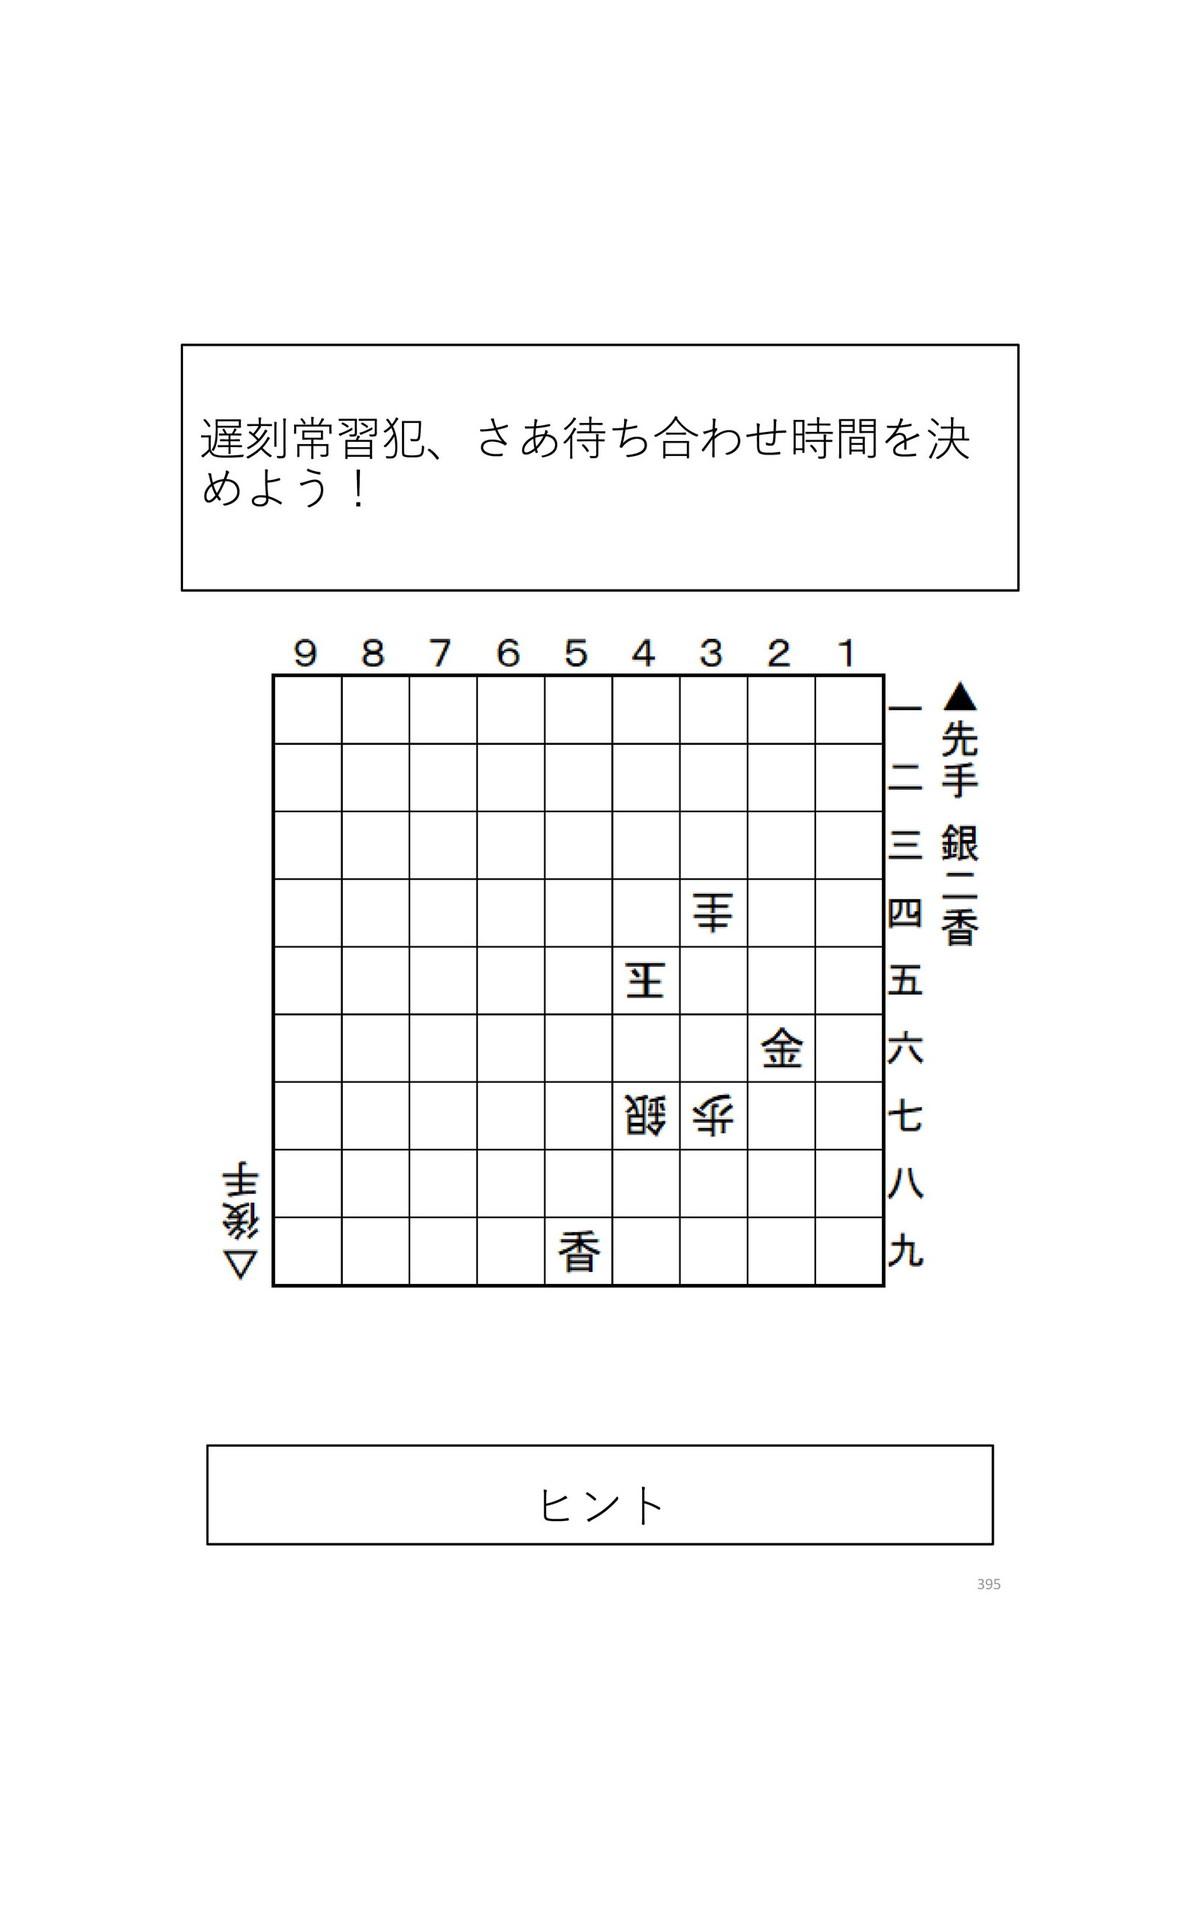 遅刻常習犯、さあ待ち合わせ時間を決
めよう！
9 8 7 6 5 4 3 2 1
一
二
三
四
五
六
七
八
九
▲先手 銀二香
圭
王
金
銀 歩
香
△後手
ヒント
395